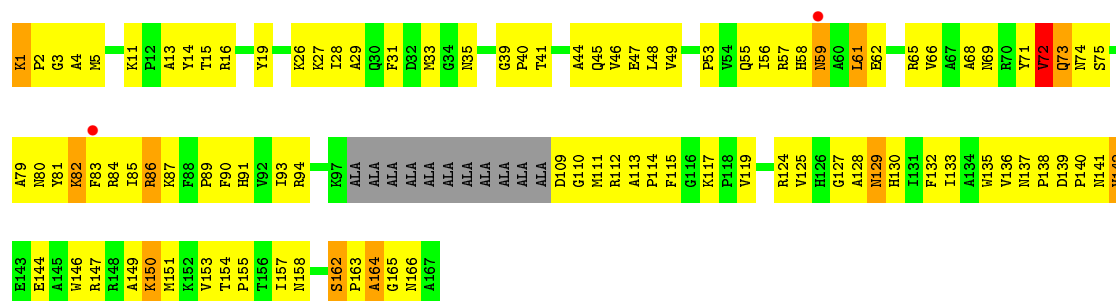 K1 P2 G3 A4 M5 K11 P12 A13 Y14 T15 R16 Y19 K26 K27 I28 A29 Q30 F31 D32 M33 G34 N35 G39 P40 T41 A44 Q45 V46 E47 L48 V49 P53 V54 Q55 I56 R57 H58 N59 A60 L61 E62 R65 V66 A67 A68 N69 R70 Y71 V72 Q73 N74 S75
A79 N80 Y81 K82 F83 R84 I85 R86 K87 F88 P89 F90 H91 V92 I93 R94 K97 ALA ALA ALA ALA ALA ALA ALA ALA ALA ALA ALA D109 G110 M111 R112 A113 P114 F115 G116 K117 P118 V119 R124 V125 H126 G127 A128 N129 H130 I131 F132 I133 A134 W135 V136 N137 P138 D139 P140 N141
E143 E144 A145 W146 R147 R148 A149 K150 M151 K152 V153 T154 P155 T156 I157 N158 S162 P163 A164 G165 N166 A167